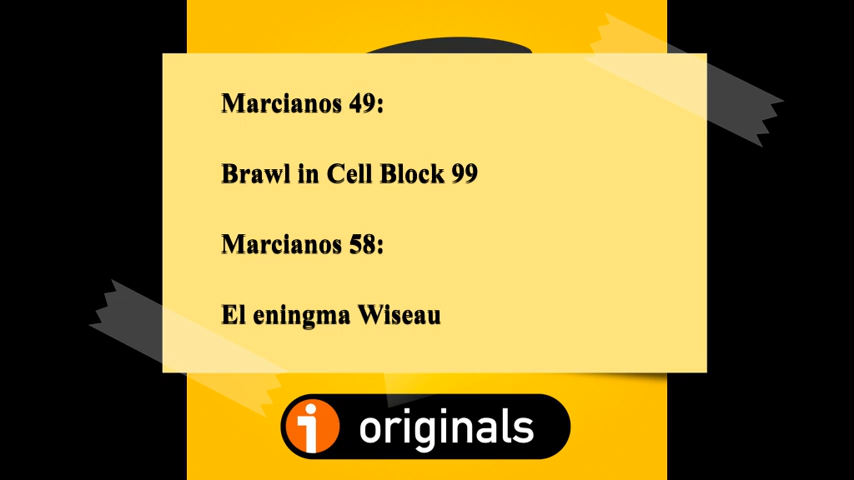 Marcianos 49:
Brawl in Cell Block 99
Marcianos 58:
El eningma Wiseau
i originals